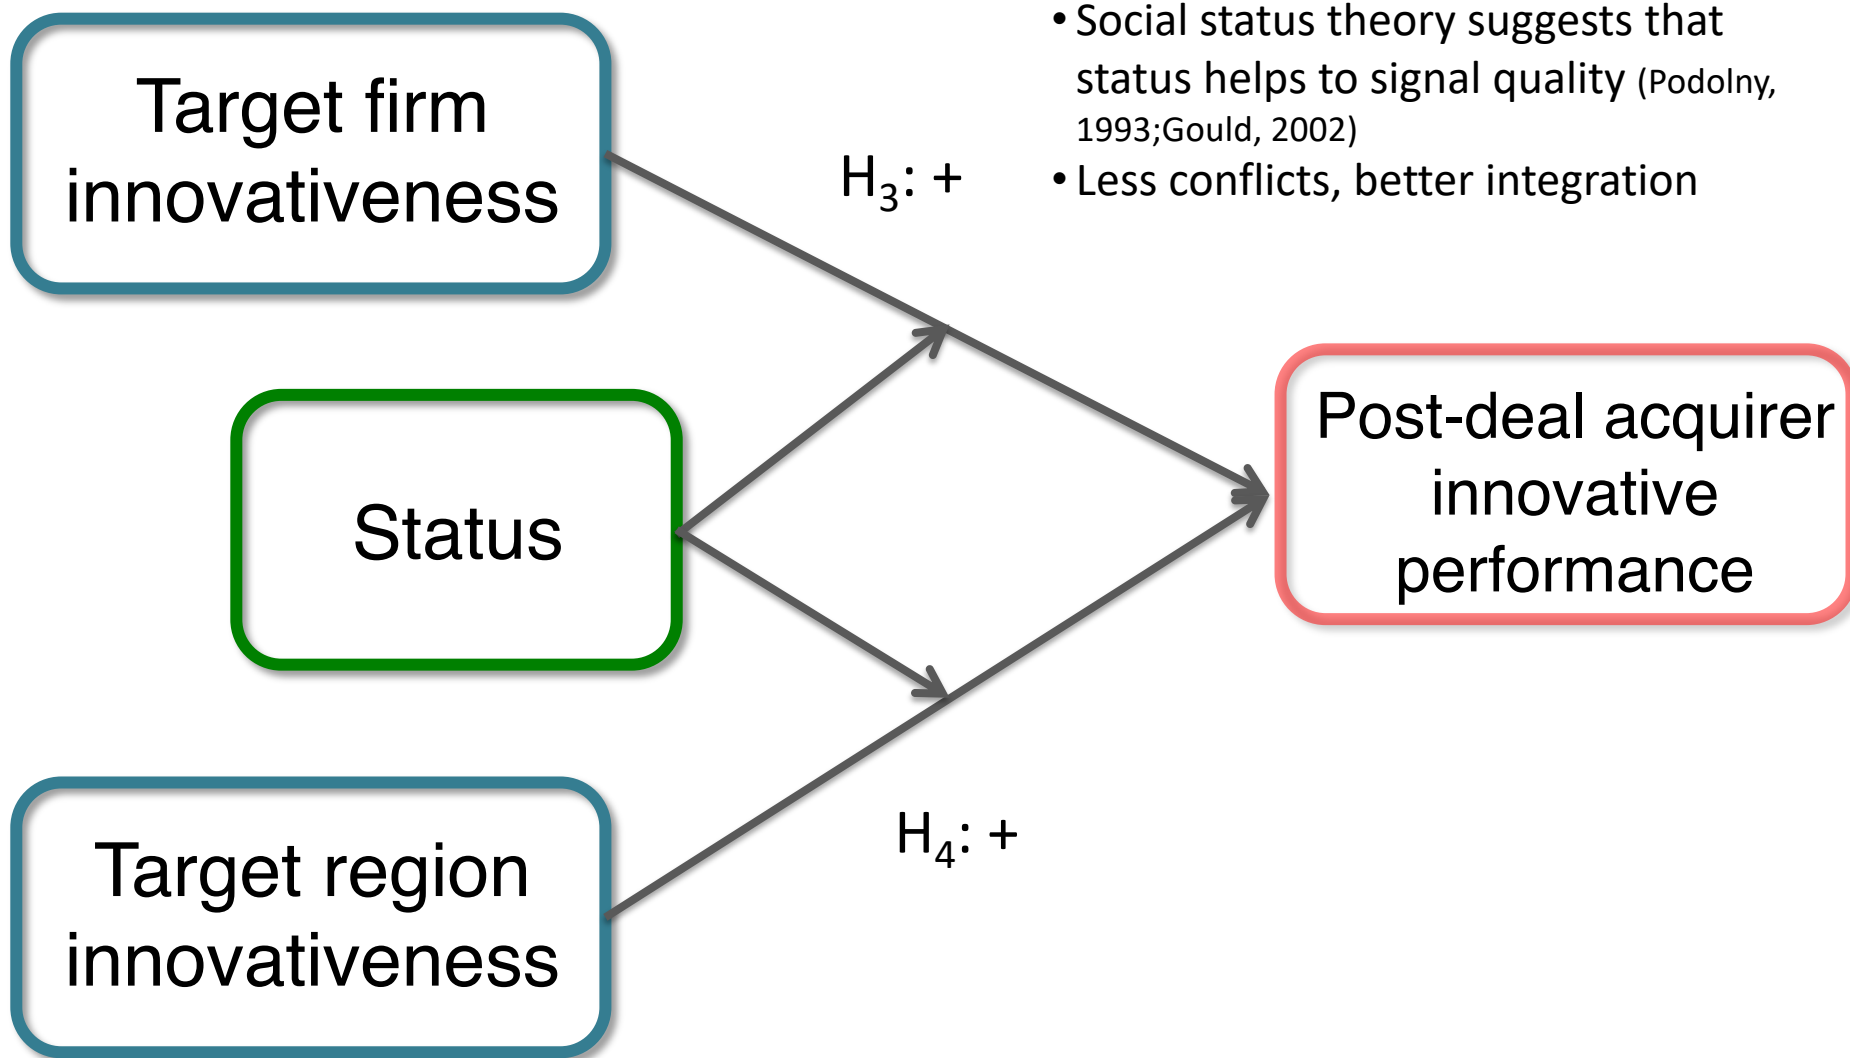 • Social status theory suggests that
status helps to signal quality (Podolny,
1993;Gould, 2002)
• Less conflicts, better integration
Target firm
innovativeness
H₃: +
Status
Post-deal acquirer
innovative
performance
H₄: +
Target region
innovativeness